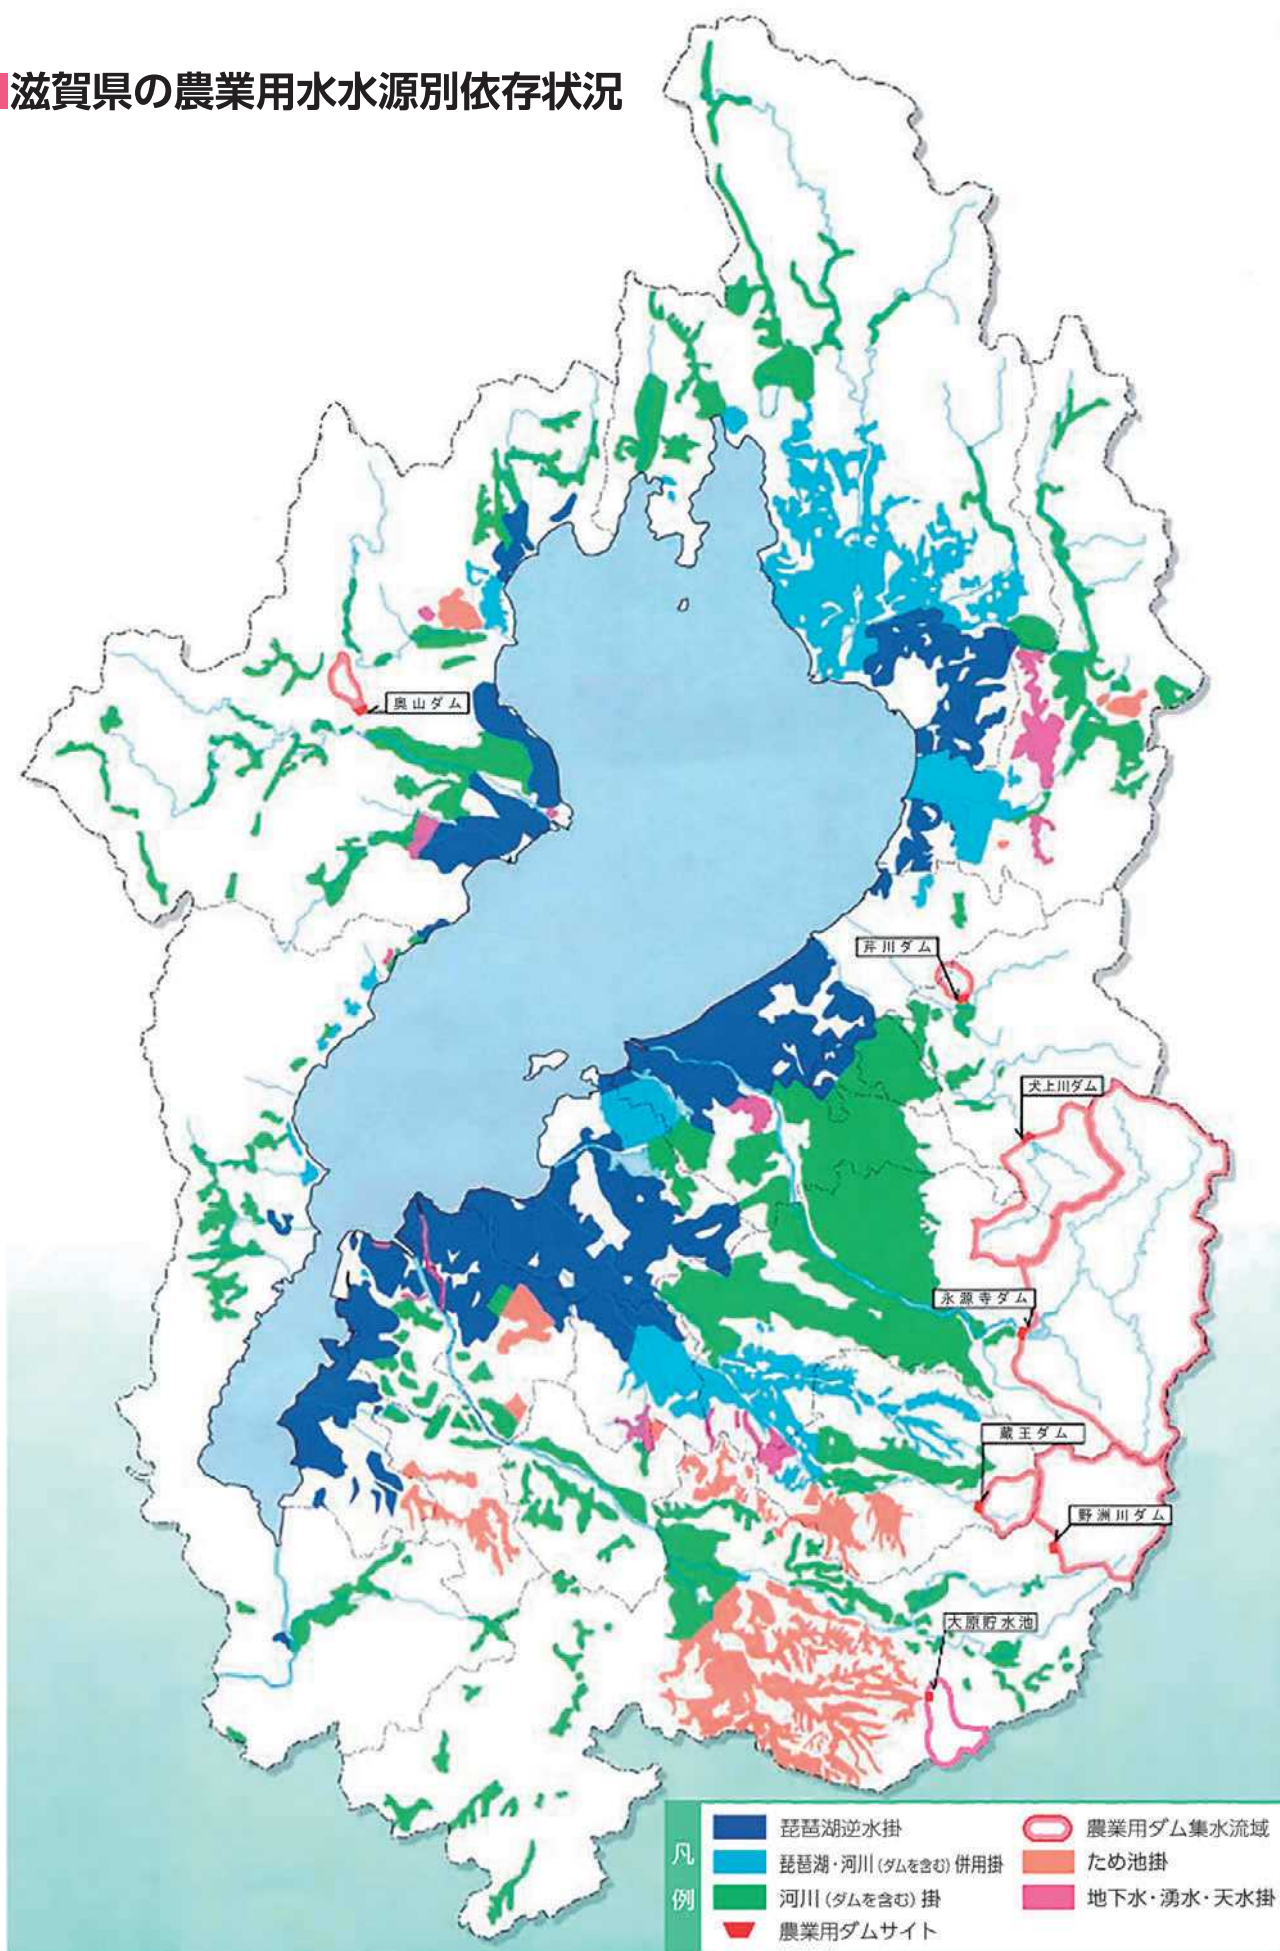 滋賀県の農業用水水源別依存状況
奥山ダム
芹川ダム
犬上川ダム
永源寺ダム
蔵王ダム
野洲川ダム
大原貯水池
凡例
琵琶湖逆水掛
琵琶湖・河川(ダムを含む)併用掛
河川(ダムを含む)掛
農業用ダムサイト
農業用ダム集水流域
ため池掛
地下水・湧水・天水掛